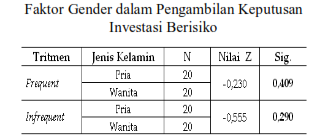 Faktor Gender dalam Pengambilan Keputusan
Investasi Berisiko
Tritmen Jenis Kelamin N Nilai Z Sig.
Frequent Pria 20 -0,230 0,409
Wanita 20
Infrequent Pria 20 -0,555 0,290
Wanita 20